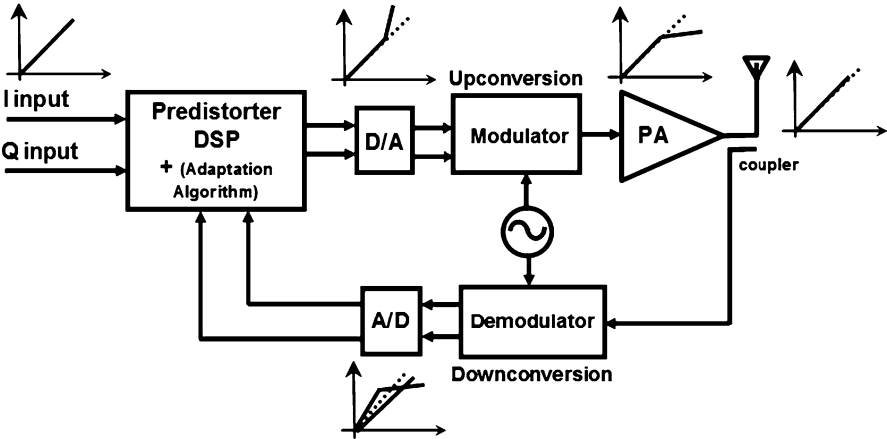 Upconversion
I input
Predistorter
DSP
+ (Adaptation
Algorithm)
D/A
Modulator
PA
Q input
coupler
A/D
Demodulator
Downconversion